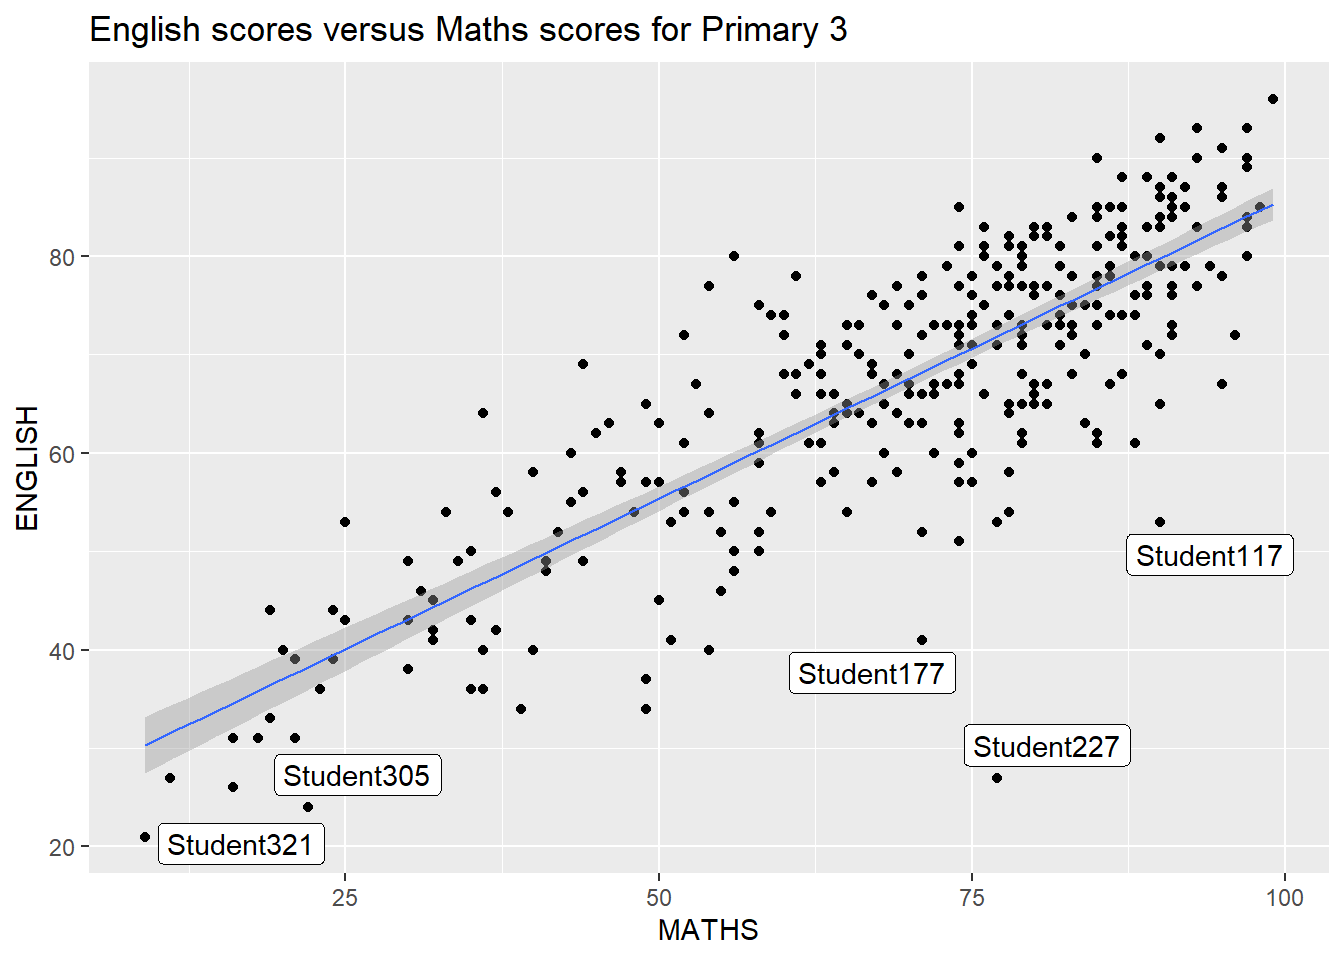 English scores versus Maths scores for Primary 3
ENGLISH
80
60
40
20
Student117
Student177
Student227
Student305
Student321
25
50
75
100
MATHS